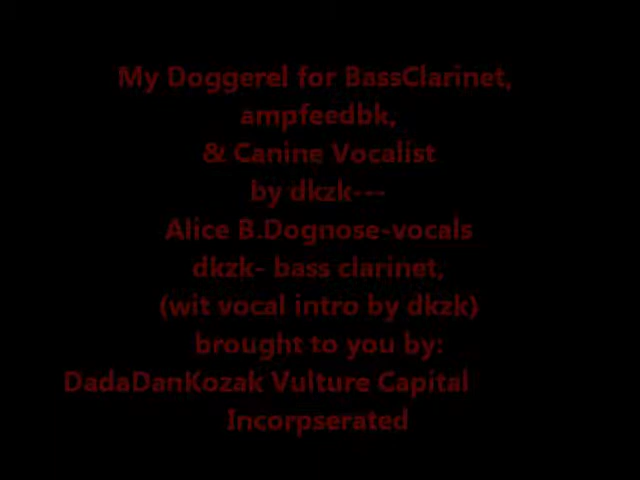 My Doggerel for BassClarinet,
ampfeedbk,
& Canine Vocalist
by dkzk---
Alice B.Dognose-vocals
dkzk- bass clarinet,
(wit vocal intro by dkzk)
brought to you by:
DadaDanKozak Vulture Capital
Incorpserated